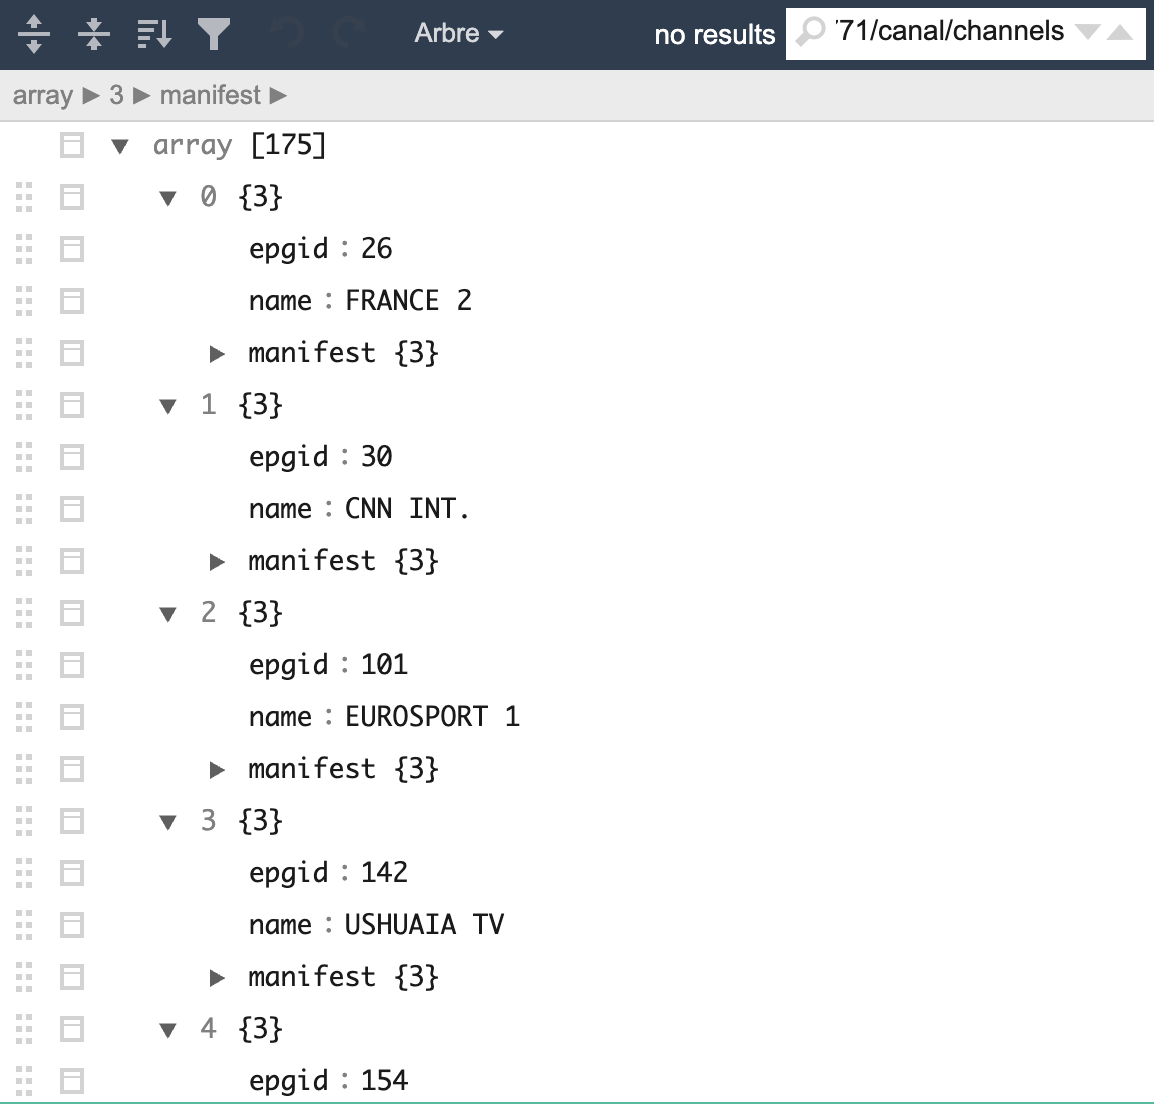 Arbre
no results
'71/canal/channels
array ▶ 3 ▶ manifest ▶
array [175]
0 {3}
epgid : 26
name : FRANCE 2
manifest {3}
1 {3}
epgid : 30
name : CNN INT.
manifest {3}
2 {3}
epgid : 101
name : EUROSPORT 1
manifest {3}
3 {3}
epgid : 142
name : USHUAIA TV
manifest {3}
4 {3}
epgid : 154